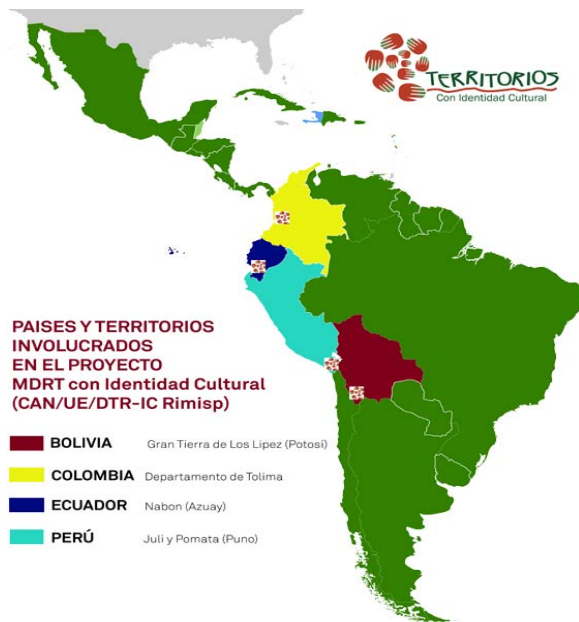 TERRITORIOS
Con Identidad Cultural
PAISES Y TERRITORIOS
INVOLUCRADOS
EN EL PROYECTO
MDRT con Identidad Cultural
(CAN/UE/DTR-IC Rimisp)
BOLIVIA Gran Tierra de Los Lipez (Potosí)
COLOMBIA Departamento de Tolima
ECUADOR Nabon (Azuay)
PERÚ Juli y Pomata (Puno)